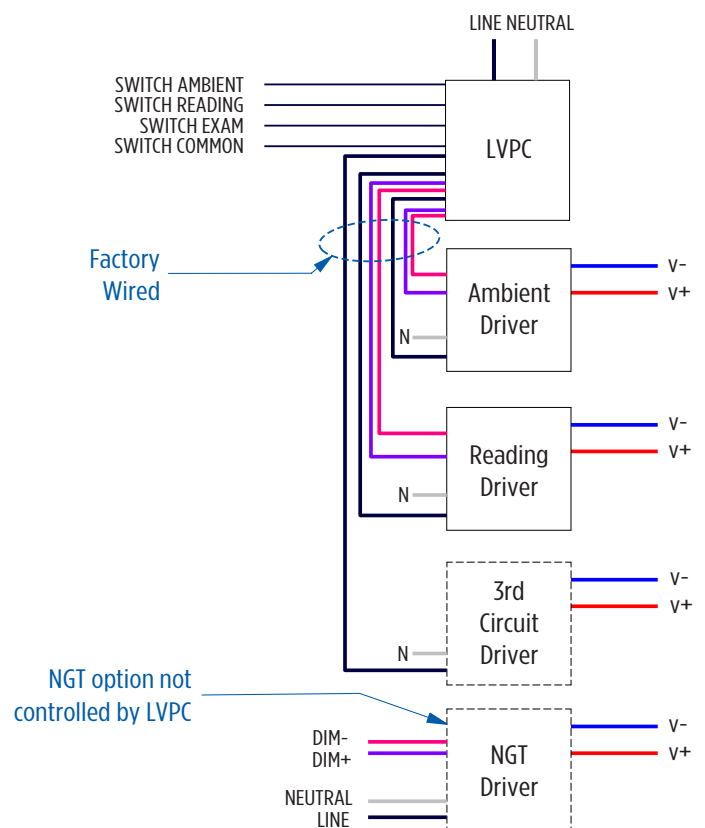 LINE NEUTRAL
SWITCH AMBIENT
SWITCH READING
SWITCH EXAM
SWITCH COMMON
LVPC
Factory
Wired
Ambient
Driver
N
V-
V+
Reading
Driver
N
V-
V+
3rd
Circuit
Driver
N
V-
V+
NGT option not
controlled by LVPC
DIM-
DIM+
NEUTRAL
LINE
NGT
Driver
V-
V+